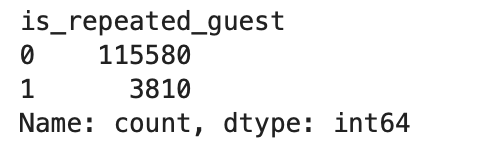 is_repeated_guest
0    115580
1      3810
Name: count, dtype: int64